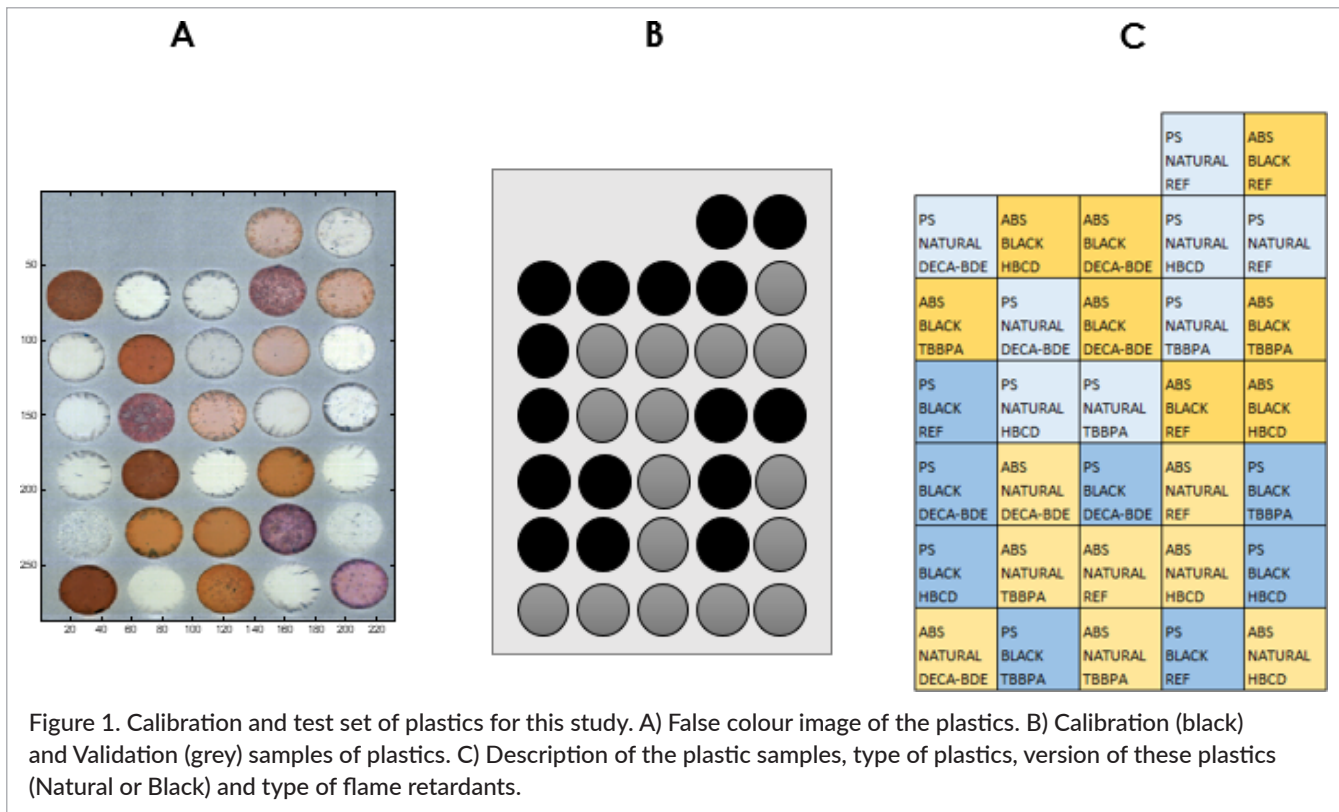 A
B
C
50
100
150
200
250
20 40 60 80 100 120 140 160 180 200 220
PS
NATURAL
REF
ABS
BLACK
REF
PS
NATURAL
DECA-BDE
ABS
BLACK
HBCD
ABS
BLACK
DECA-BDE
PS
NATURAL
HBCD
PS
NATURAL
REF
ABS
BLACK
TBBPA
PS
NATURAL
DECA-BDE
ABS
BLACK
DECA-BDE
PS
NATURAL
TBBPA
ABS
BLACK
TBBPA
PS
BLACK
REF
PS
NATURAL
HBCD
PS
NATURAL
TBBPA
ABS
BLACK
REF
ABS
BLACK
HBCD
PS
BLACK
DECA-BDE
ABS
NATURAL
DECA-BDE
PS
BLACK
DECA-BDE
ABS
NATURAL
REF
PS
BLACK
TBBPA
PS
BLACK
HBCD
ABS
NATURAL
TBBPA
ABS
NATURAL
REF
ABS
NATURAL
HBCD
PS
BLACK
HBCD
ABS
NATURAL
DECA-BDE
PS
BLACK
TBBPA
ABS
NATURAL
TBBPA
PS
BLACK
REF
ABS
NATURAL
HBCD
Figure 1. Calibration and test set of plastics for this study. A) False colour image of the plastics. B) Calibration (black)
and Validation (grey) samples of plastics. C) Description of the plastic samples, type of plastics, version of these plastics
(Natural or Black) and type of flame retardants.